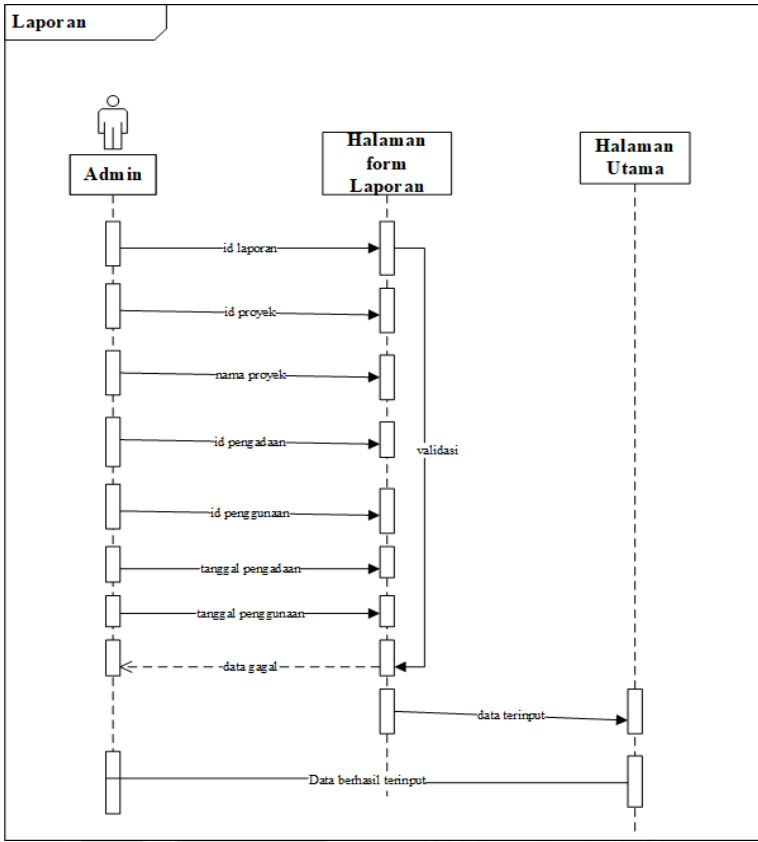 Laporan
Admin
Halaman
form
Laporan
Halaman
Utama
id laporan
id proyek
nama proyek
id pengadaan
validasi
id penggunaan
tanggal pengadaan
tanggal penggunaan
data gagal
data terinput
Data berhasil terinput